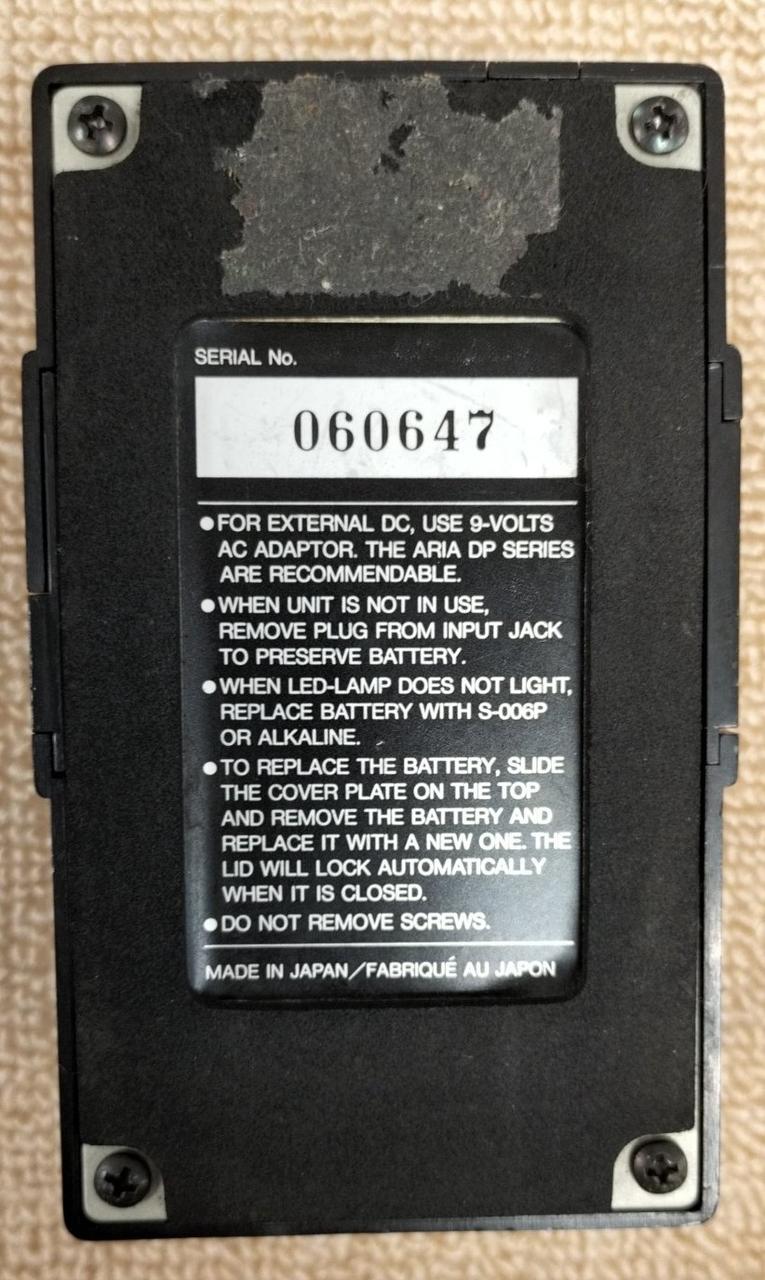 SERIAL No.
060647
●FOR EXTERNAL DC, USE 9-VOLTS
AC ADAPTOR. THE ARIA DP SERIES
ARE RECOMMENDABLE.
●WHEN UNIT IS NOT IN USE,
REMOVE PLUG FROM INPUT JACK
TO PRESERVE BATTERY.
●WHEN LED-LAMP DOES NOT LIGHT,
REPLACE BATTERY WITH S-006P
OR ALKALINE.
●TO REPLACE THE BATTERY, SLIDE
THE COVER PLATE ON THE TOP
AND REMOVE THE BATTERY AND
REPLACE IT WITH A NEW ONE. THE
LID WILL LOCK AUTOMATICALLY
WHEN IT IS CLOSED.
●DO NOT REMOVE SCREWS.
MADE IN JAPAN/FABRIQUÉ AU JAPON